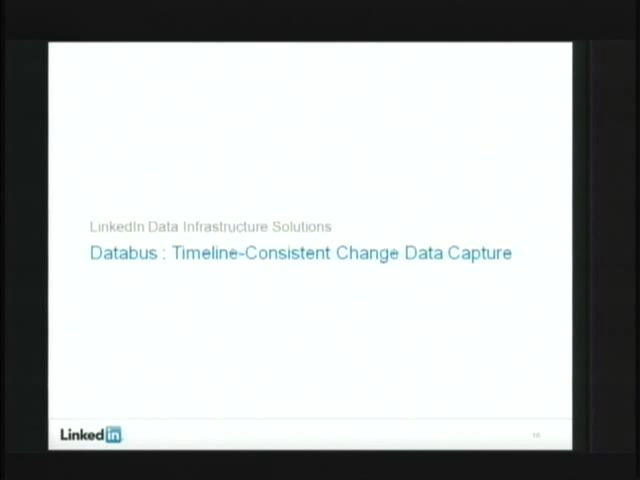 LinkedIn Data Infrastructure Solutions
Databus : Timeline-Consistent Change Data Capture
Linked in